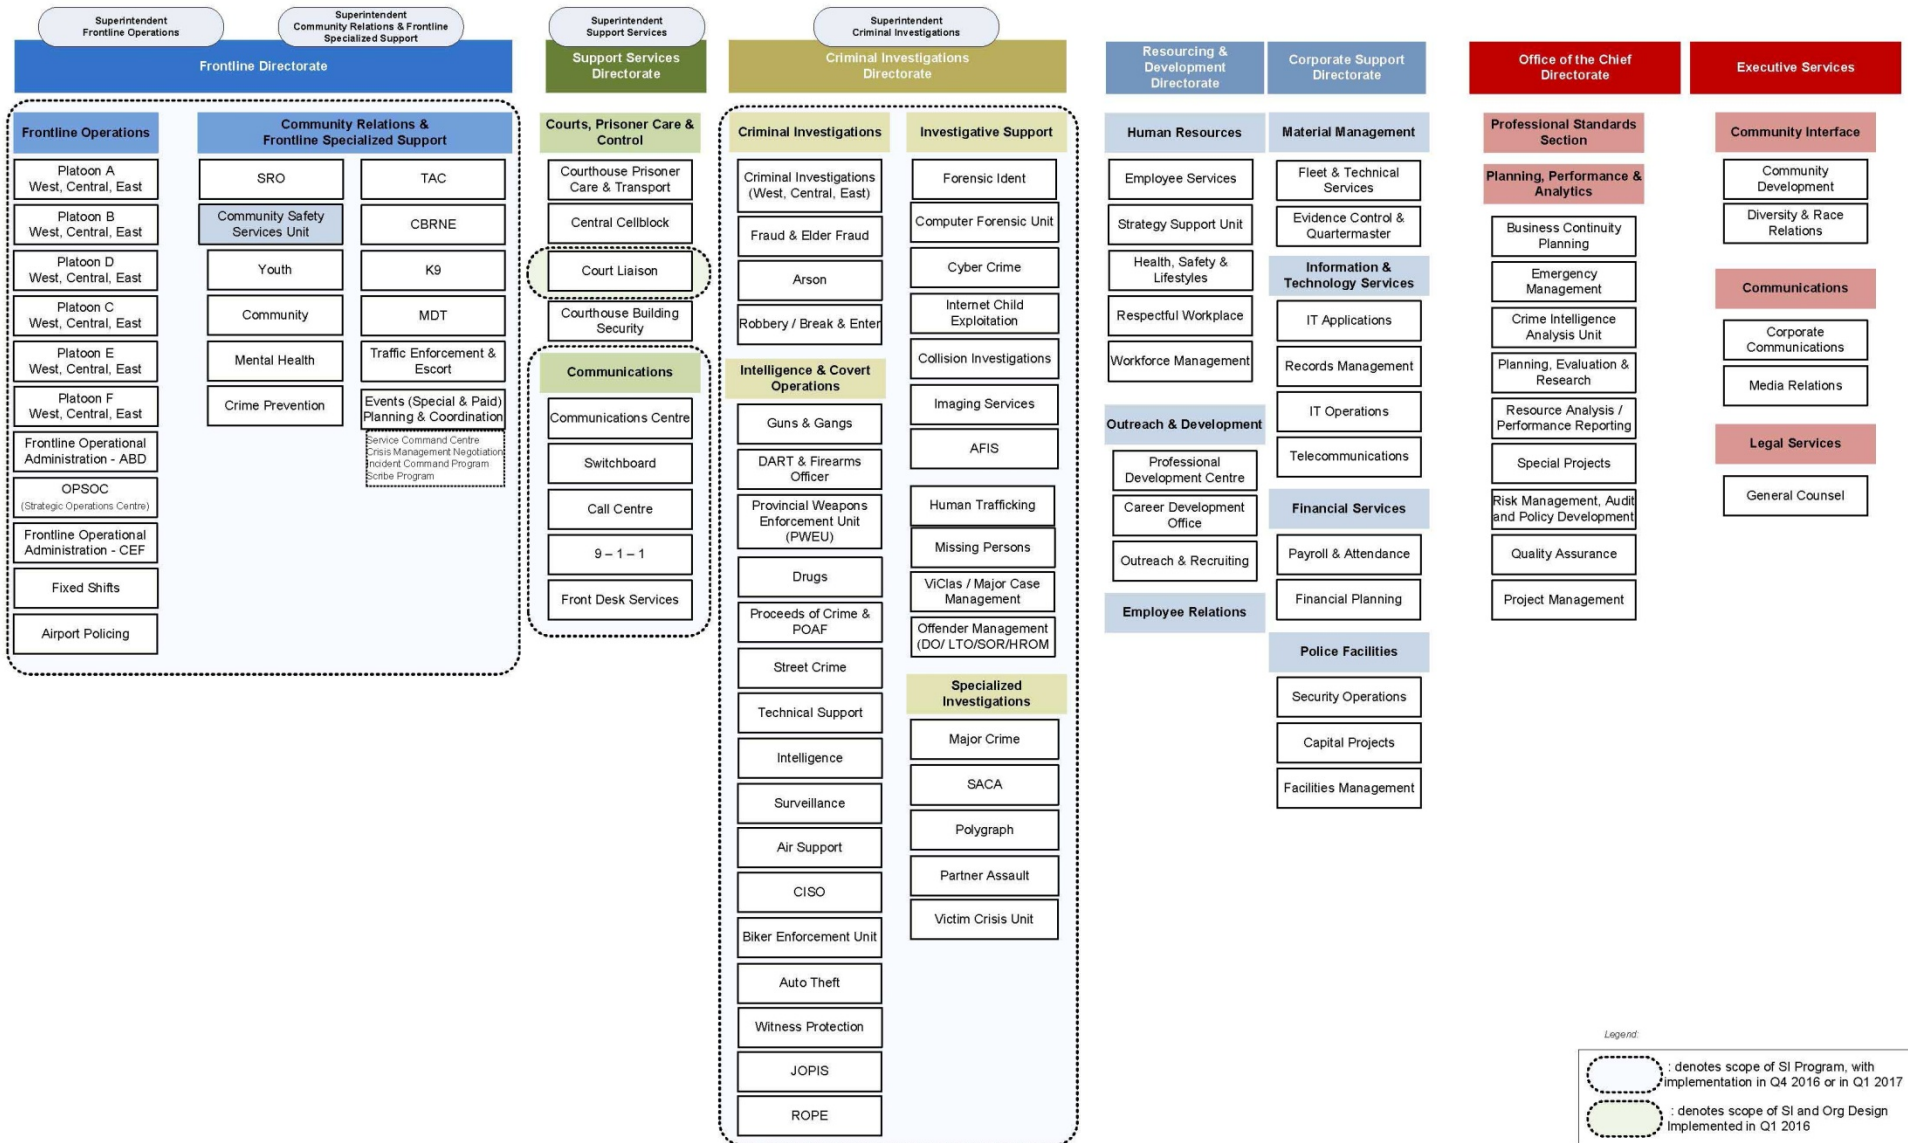 Superintendent
Frontline Operations
Superintendent
Community Relations & Frontline
Specialized Support
Superintendent
Support Services
Superintendent
Criminal Investigations
Frontline Directorate
Support Services
Directorate
Criminal Investigations
Directorate
Resourcing &
Development
Directorate
Corporate Support
Directorate
Office of the Chief
Directorate
Executive Services
Frontline Operations
Platoon A
West, Central, East
Platoon B
West, Central, East
Platoon D
West, Central, East
Platoon C
West, Central, East
Platoon E
West, Central, East
Platoon F
West, Central, East
Frontline Operational
Administration - ABD
OPSOC
(Strategic Operations Centre)
Frontline Operational
Administration - CEF
Fixed Shifts
Airport Policing
Community Relations &
Frontline Specialized Support
SRO
Community Safety
Services Unit
Youth
Community
Mental Health
Crime Prevention
TAC
CBRNE
K9
MDT
Traffic Enforcement &
Escort
Events (Special & Paid)
Planning & Coordination
Service Command Centre
Crisis Management Negotiation
Incident Command Program
Scribe Program
Courts, Prisoner Care &
Control
Courthouse Prisoner
Care & Transport
Central Cellblock
Court Liaison
Courthouse Building
Security
Communications
Communications Centre
Switchboard
Call Centre
9 – 1 – 1
Front Desk Services
Criminal Investigations
Criminal Investigations
(West, Central, East)
Fraud & Elder Fraud
Arson
Robbery / Break & Enter
Intelligence & Covert
Operations
Guns & Gangs
DART & Firearms
Officer
Provincial Weapons
Enforcement Unit
(PWEU)
Drugs
Proceeds of Crime &
POAF
Street Crime
Technical Support
Intelligence
Surveillance
Air Support
CISO
Biker Enforcement Unit
Auto Theft
Witness Protection
JOPIS
ROPE
Investigative Support
Forensic Ident
Computer Forensic Unit
Cyber Crime
Internet Child
Exploitation
Collision Investigations
Imaging Services
AFIS
Human Trafficking
Missing Persons
ViClas / Major Case
Management
Offender Management
(DO/ LTO/SOR/HROM
Specialized
Investigations
Major Crime
SACA
Polygraph
Partner Assault
Victim Crisis Unit
Human Resources
Employee Services
Strategy Support Unit
Health, Safety &
Lifestyles
Respectful Workplace
Workforce Management
Outreach & Development
Professional
Development Centre
Career Development
Office
Outreach & Recruiting
Employee Relations
Material Management
Fleet & Technical
Services
Evidence Control &
Quartermaster
Information &
Technology Services
IT Applications
Records Management
IT Operations
Telecommunications
Financial Services
Payroll & Attendance
Financial Planning
Police Facilities
Security Operations
Capital Projects
Facilities Management
Professional Standards
Section
Planning, Performance &
Analytics
Business Continuity
Planning
Emergency
Management
Crime Intelligence
Analysis Unit
Planning, Evaluation &
Research
Resource Analysis /
Performance Reporting
Special Projects
Risk Management, Audit
and Policy Development
Quality Assurance
Project Management
Community Interface
Community
Development
Diversity & Race
Relations
Communications
Corporate
Communications
Media Relations
Legal Services
General Counsel
Legend:
: denotes scope of SI Program, with
implementation in Q4 2016 or in Q1 2017
: denotes scope of SI and Org Design
Implemented in Q1 2016